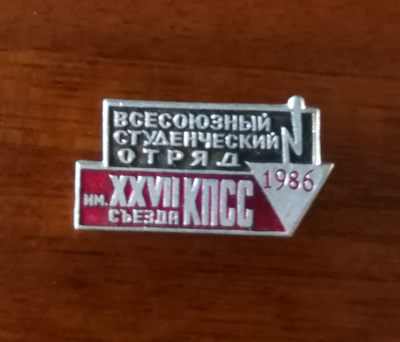 ВСЕСОЮЗНЫЙ
СТУДЕНЧЕСКИЙ
ОТРЯД
1986
ИМ. XXVII СЪЕЗДА КПСС